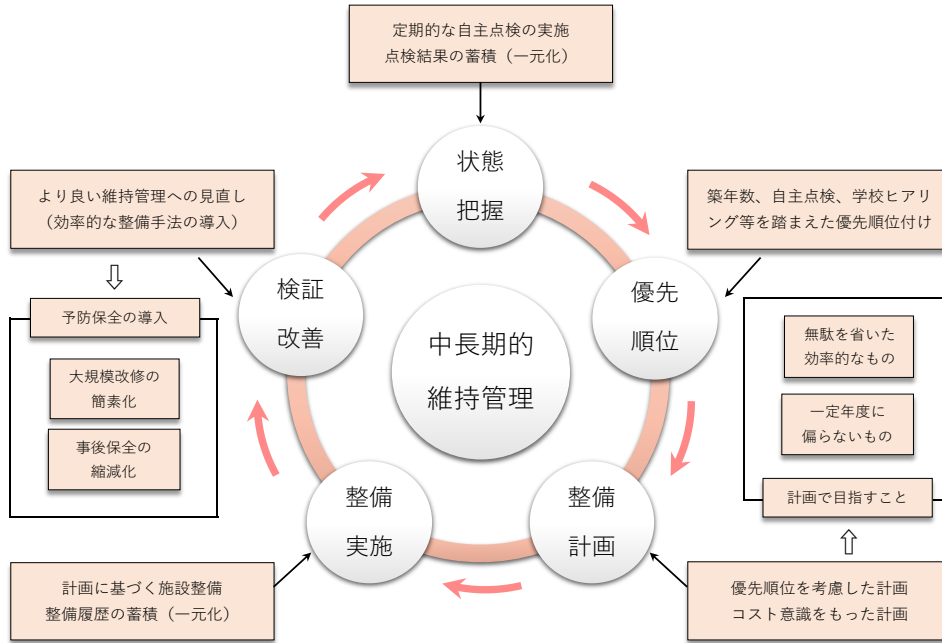 定期的な自主点検の実施
点検結果の蓄積（一元化）
状態
把握
より良い維持管理への見直し
（効率的な整備手法の導入）
築年数、自主点検、学校ヒアリ
ング等を踏まえた優先順位付け
検証
改善
優先
順位
予防保全の導入
大規模改修の
簡素化
事後保全の
縮減化
中長期的
維持管理
無駄を省いた
効率的なもの
一定年度に
偏らないもの
計画で目指すこと
整備
実施
整備
計画
計画に基づく施設整備
整備履歴の蓄積（一元化）
優先順位を考慮した計画
コスト意識をもった計画